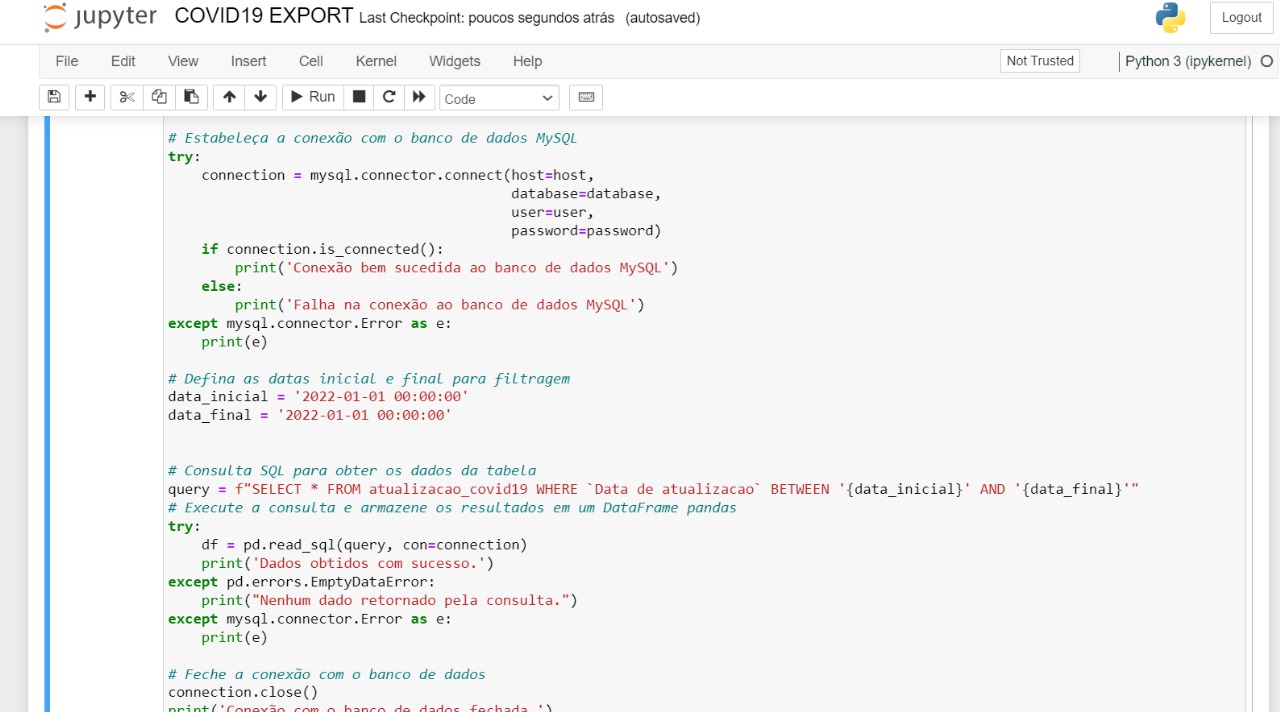 jupyter COVID19 EXPORT Last Checkpoint: poucos segundos atrás (autosaved) Logout
File Edit View Insert Cell Kernel Widgets Help Not Trusted Python 3 (ipykernel)
Run Code
# Estabeleça a conexão com o banco de dados MySQL
try:
    connection = mysql.connector.connect(host=host,
                                         database=database,
                                         user=user,
                                         password=password)
    if connection.is_connected():
        print('Conexão bem sucedida ao banco de dados MySQL')
    else:
        print('Falha na conexão ao banco de dados MySQL')
except mysql.connector.Error as e:
    print(e)
# Defina as datas inicial e final para filtragem
data_inicial = '2022-01-01 00:00:00'
data_final = '2022-01-01 00:00:00'
# Consulta SQL para obter os dados da tabela
query = f"SELECT * FROM atualizacao_covid19 WHERE `Data de atualizacao` BETWEEN '{data_inicial}' AND '{data_final}'"
# Execute a consulta e armazene os resultados em um DataFrame pandas
try:
    df = pd.read_sql(query, con=connection)
    print('Dados obtidos com sucesso.')
except pd.errors.EmptyDataError:
    print("Nenhum dado retornado pela consulta.")
except mysql.connector.Error as e:
    print(e)
# Feche a conexão com o banco de dados
connection.close()
print('Conexão com o banco de dados fechada.')